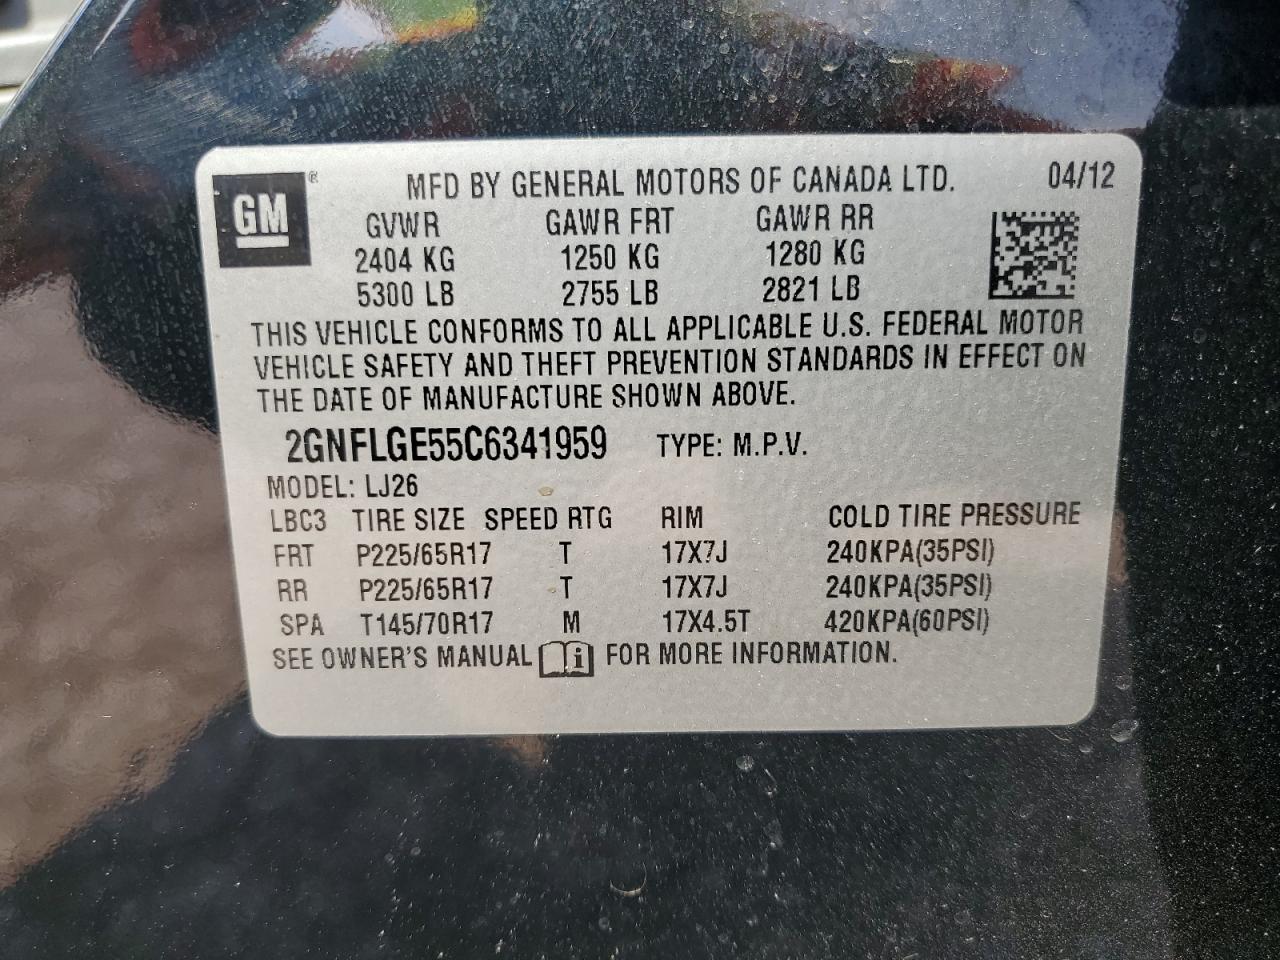 GM ® MFD BY GENERAL MOTORS OF CANADA LTD. 04/12
GVWR GAWR FRT GAWR RR
2404 KG 1250 KG 1280 KG
5300 LB 2755 LB 2821 LB
THIS VEHICLE CONFORMS TO ALL APPLICABLE U.S. FEDERAL MOTOR
VEHICLE SAFETY AND THEFT PREVENTION STANDARDS IN EFFECT ON
THE DATE OF MANUFACTURE SHOWN ABOVE.
2GNFLGE55C6341959 TYPE: M.P.V.
MODEL: LJ26
LBC3 TIRE SIZE SPEED RTG RIM COLD TIRE PRESSURE
FRT P225/65R17 T 17X7J 240KPA(35PSI)
RR P225/65R17 T 17X7J 240KPA(35PSI)
SPA T145/70R17 M 17X4.5T 420KPA(60PSI)
SEE OWNER'S MANUAL i FOR MORE INFORMATION.